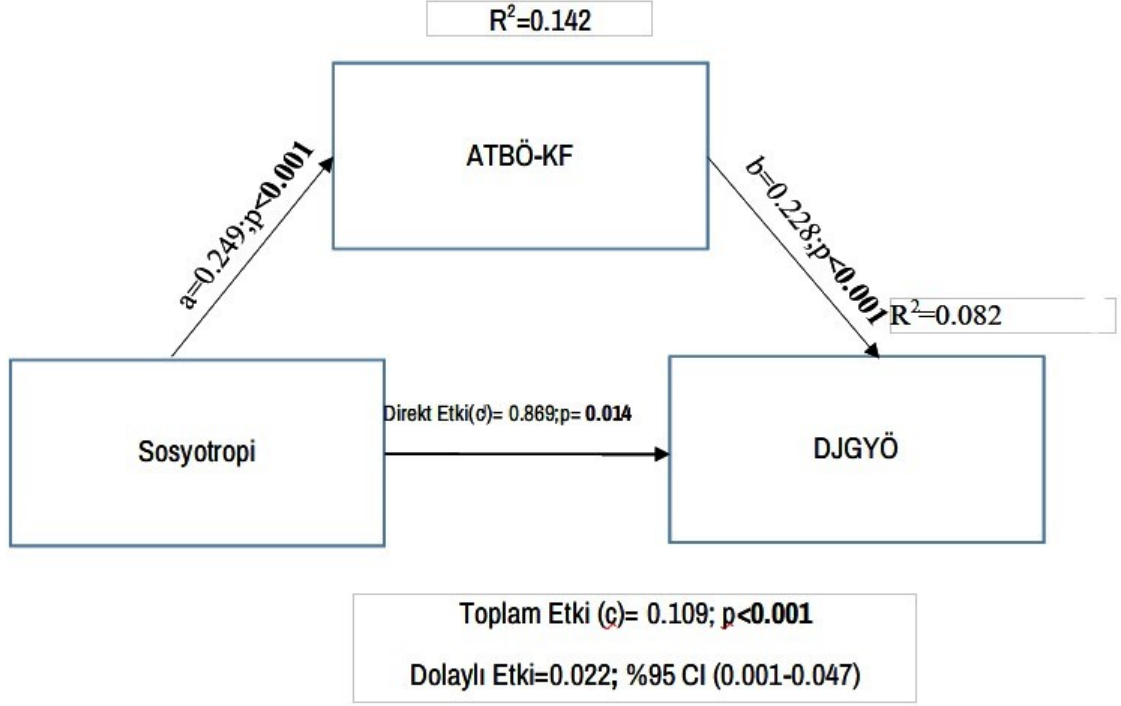 R²=0.142
ATBÖ-KF
a=0.249;p<0.001
b=0.228;p<0.001
R²=0.082
Sosyotropi
Direkt Etki(c')= 0.869;p= 0.014
DJGYÖ
Toplam Etki (c)= 0.109; p<0.001
Dolaylı Etki=0.022; %95 CI (0.001-0.047)